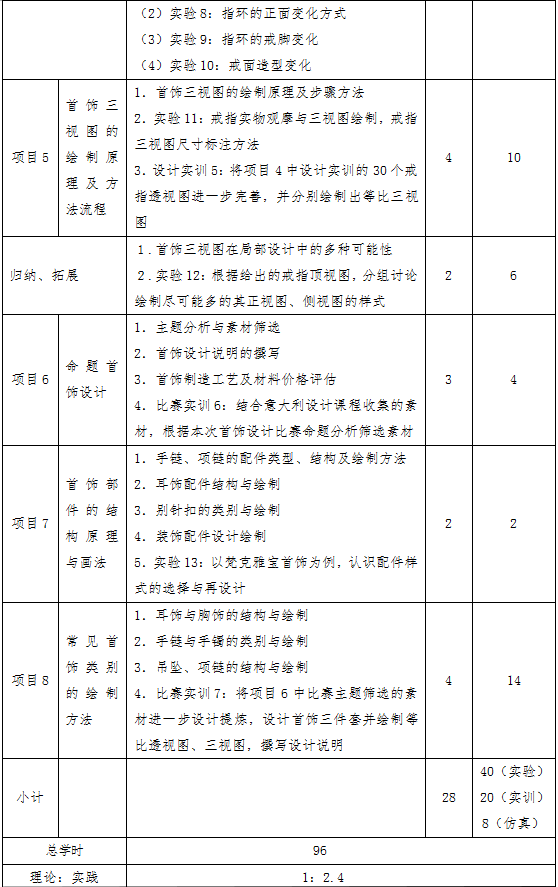 （2）实验 8：指环的正面变化方式
（3）实验 9：指环的戒脚变化
（4）实验 10：戒面造型变化
项目 5
首饰三
视图的
绘制原
理及方
法流程
1．首饰三视图的绘制原理及步骤方法
2．实验 11：戒指实物观摩与三视图绘制，戒指
三视图尺寸标注方法
3．设计实训 5：将项目 4 中设计实训的 30 个戒
指透视图进一步完善，并分别绘制出等比三视
图
4
10
归纳、拓展
1．首饰三视图在局部设计中的多种可能性
2．实验 12：根据给出的戒指顶视图，分组讨论
绘制尽可能多的其正视图、侧视图的样式
2
6
项目 6
命题首
饰设计
1．主题分析与素材筛选
2．首饰设计说明的撰写
3．首饰制造工艺及材料价格评估
4．比赛实训 6：结合意大利设计课程收集的素
材，根据本次首饰设计比赛命题分析筛选素材
3
4
项目 7
首饰部
件的结
构原理
与画法
1．手链、项链的配件类型、结构及绘制方法
2．耳饰配件结构与绘制
3．别针扣的类别与绘制
4．装饰配件设计绘制
5．实验 13：以梵克雅宝首饰为例，认识配件样
式的选择与再设计
2
2
项目 8
常见首
饰类别
的绘制
方法
1．耳饰与胸饰的结构与绘制
2．手链与手镯的类别与绘制
3．吊坠、项链的结构与绘制
4．比赛实训 7：将项目 6 中比赛主题筛选的素
材进一步设计提炼，设计首饰三件套并绘制等
比透视图、三视图，撰写设计说明
4
14
小计
28
40（实验）
20（实训）
8（仿真）
总学时
96
理论：实践
1：2.4